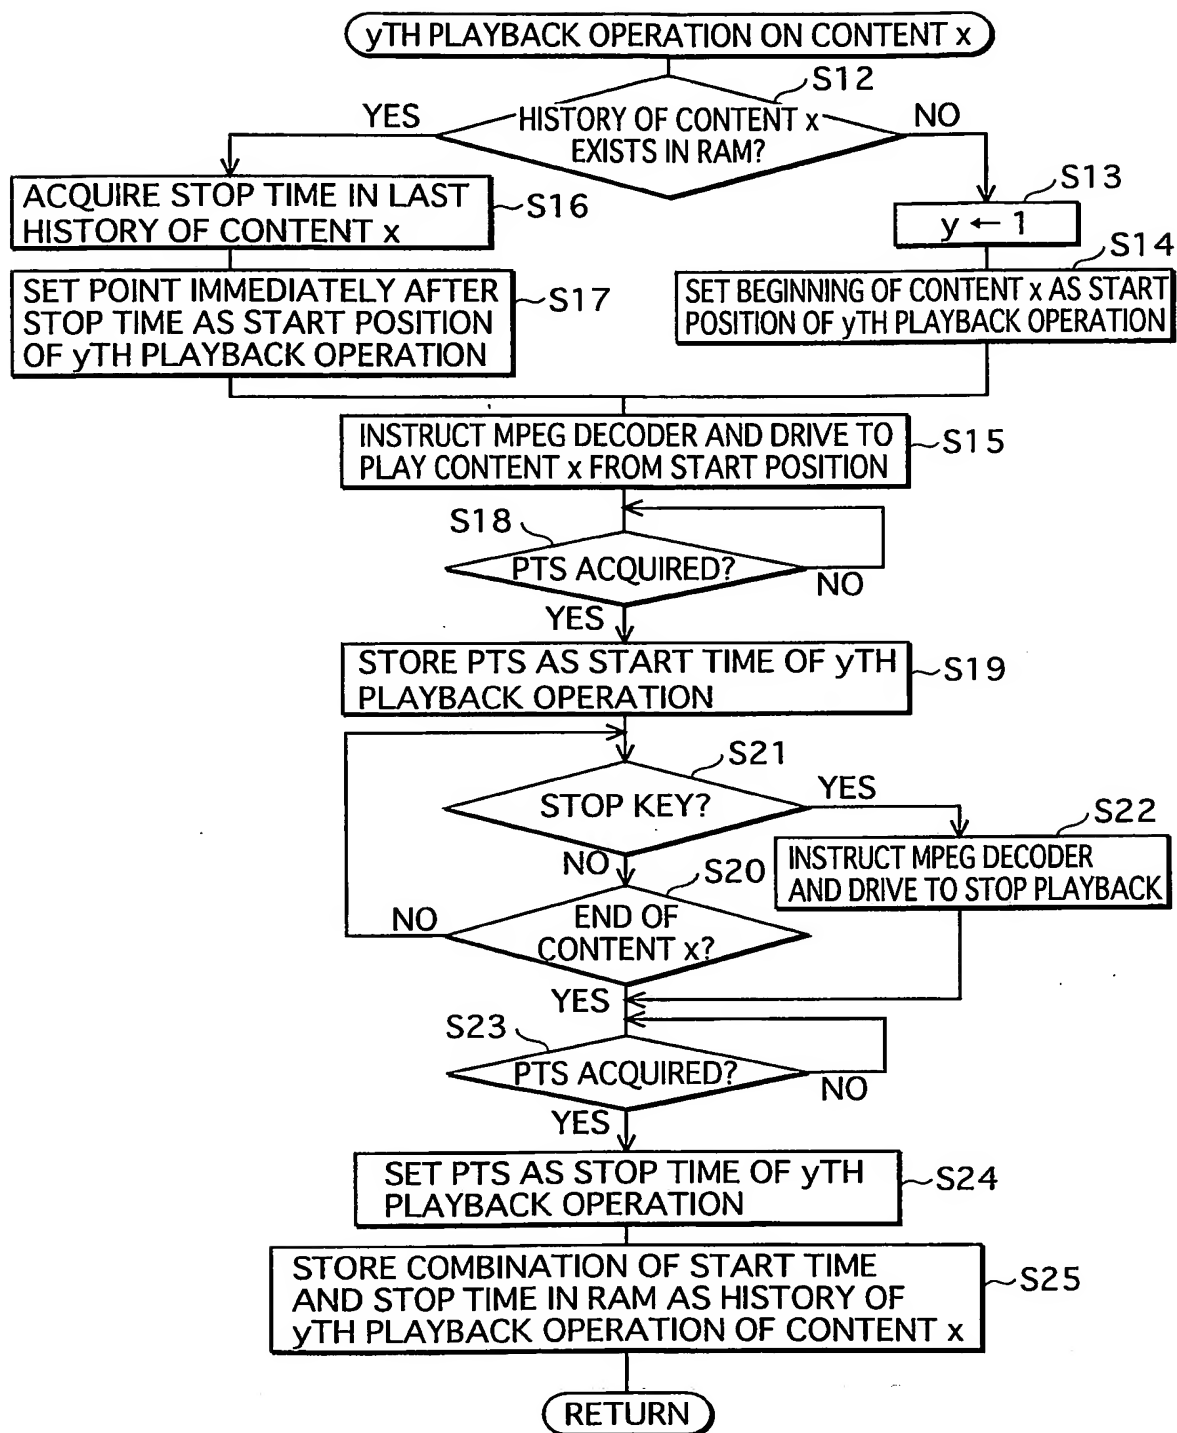 yTH PLAYBACK OPERATION ON CONTENT x
S12
YES
HISTORY OF CONTENT x
EXISTS IN RAM?
NO
ACQUIRE STOP TIME IN LAST
HISTORY OF CONTENT x
S16
S13
y ← 1
S14
SET POINT IMMEDIATELY AFTER
STOP TIME AS START POSITION
OF yTH PLAYBACK OPERATION
S17
SET BEGINNING OF CONTENT x AS START
POSITION OF yTH PLAYBACK OPERATION
INSTRUCT MPEG DECODER AND DRIVE TO
PLAY CONTENT x FROM START POSITION
S15
S18
PTS ACQUIRED?
NO
YES
STORE PTS AS START TIME OF yTH
PLAYBACK OPERATION
S19
S21
STOP KEY?
YES
S22
INSTRUCT MPEG DECODER
AND DRIVE TO STOP PLAYBACK
NO
S20
NO
END OF
CONTENT x?
YES
S23
PTS ACQUIRED?
NO
YES
SET PTS AS STOP TIME OF yTH
PLAYBACK OPERATION
S24
STORE COMBINATION OF START TIME
AND STOP TIME IN RAM AS HISTORY OF
yTH PLAYBACK OPERATION OF CONTENT x
S25
RETURN